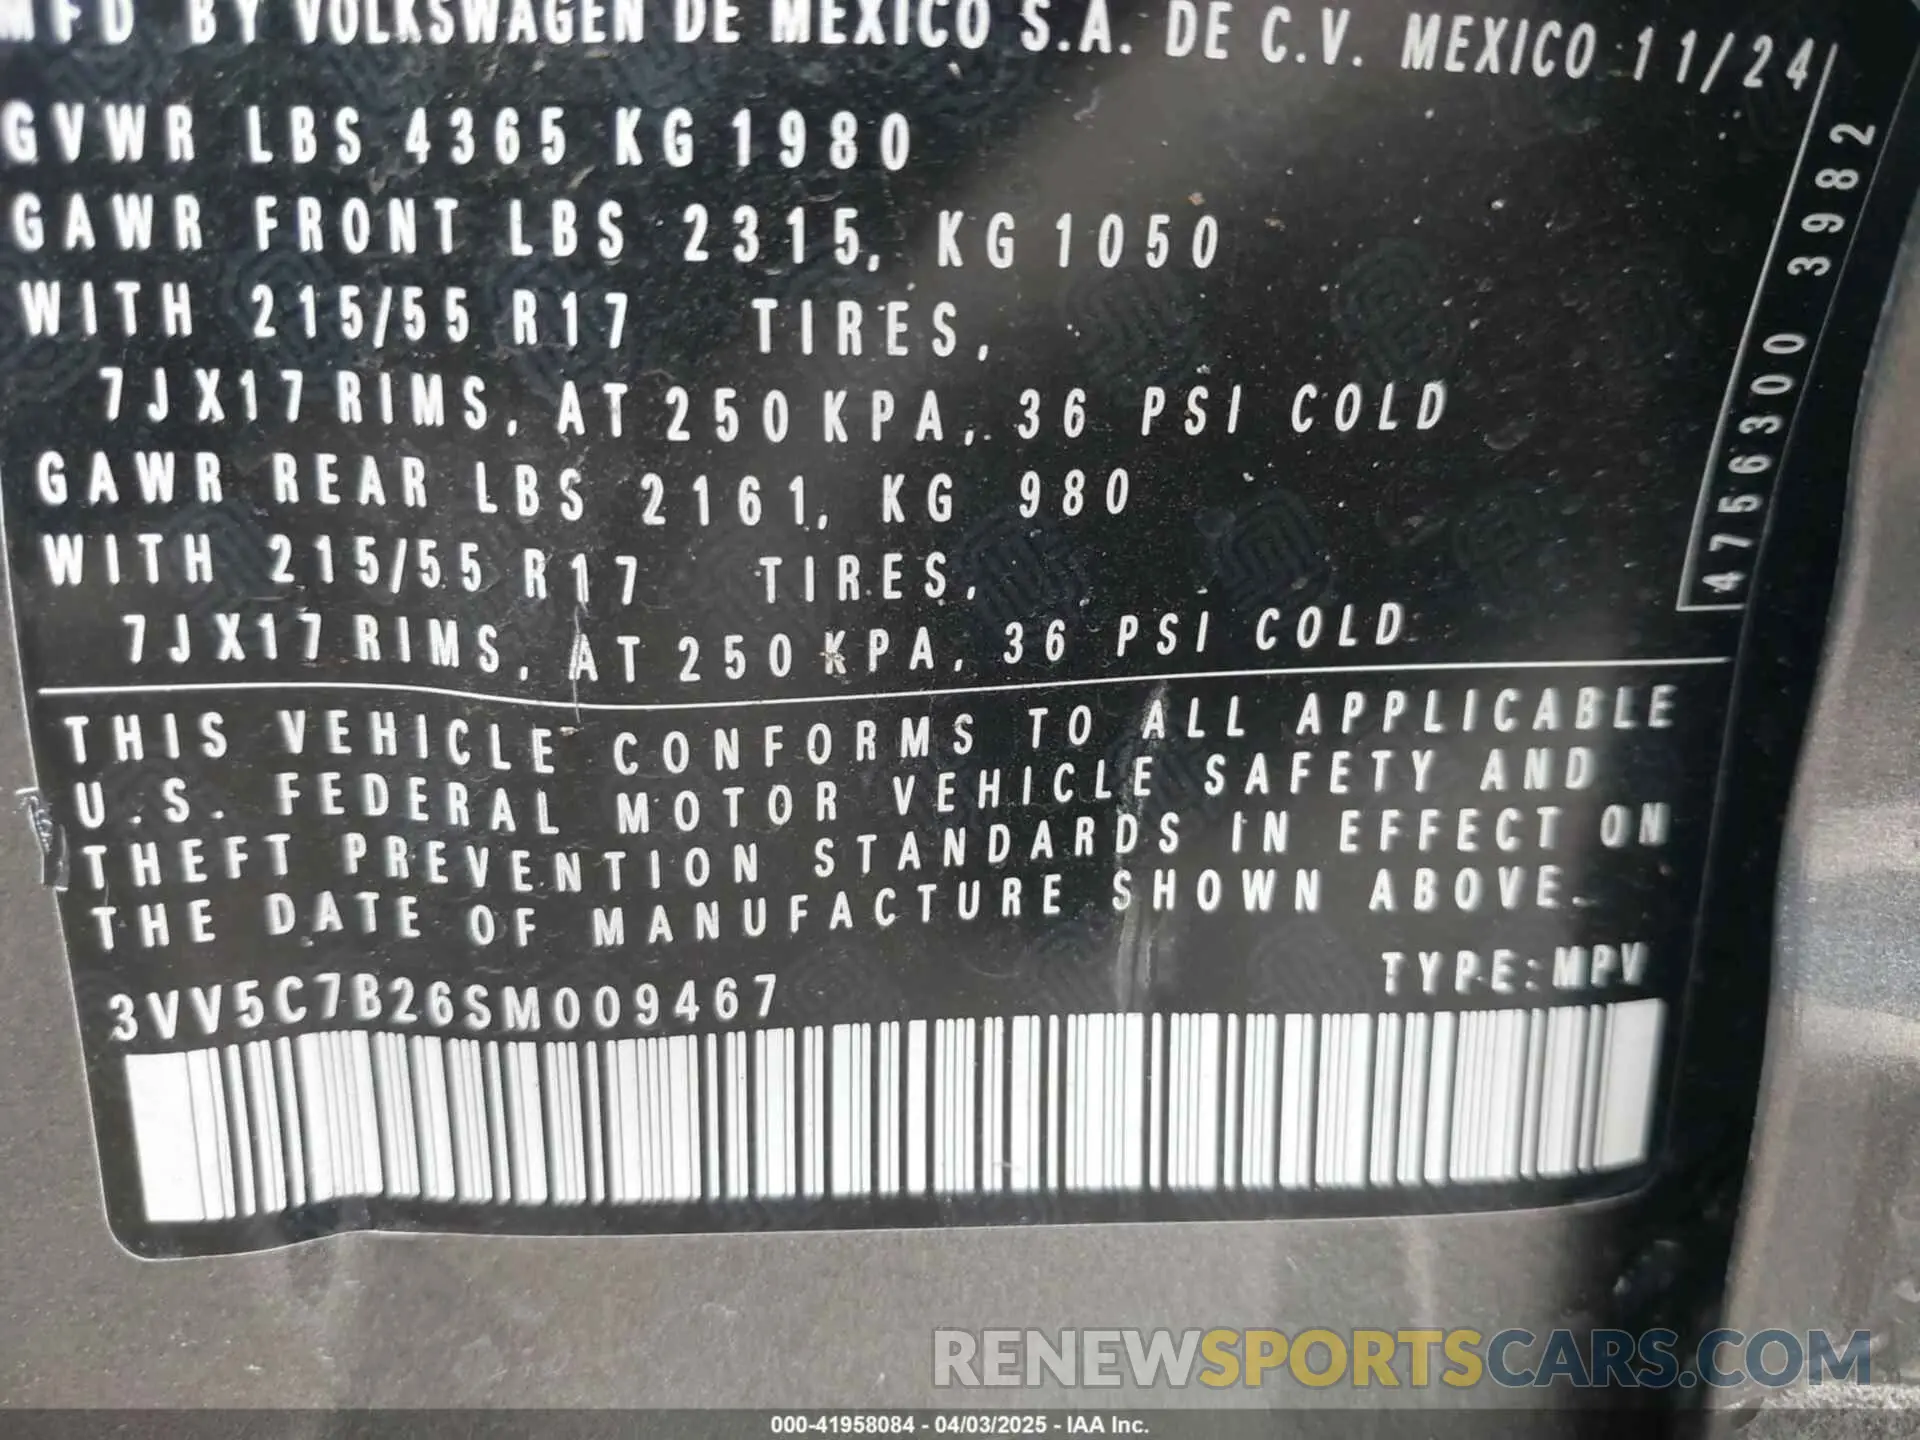 MFD BY VOLKSWAGEN DE MEXICO S.A. DE C.V. MEXICO 11/24
GVWR LBS 4365 KG 1980
GAWR FRONT LBS 2315, KG 1050
WITH 215/55 R17 TIRES,
7JX17 RIMS, AT 250 KPA, 36 PSI COLD
GAWR REAR LBS 2161, KG 980
WITH 215/55 R17 TIRES,
7JX17 RIMS, AT 250 KPA, 36 PSI COLD
4756300 3982
THIS VEHICLE CONFORMS TO ALL APPLICABLE
U.S. FEDERAL MOTOR VEHICLE SAFETY AND
THEFT PREVENTION STANDARDS IN EFFECT ON
THE DATE OF MANUFACTURE SHOWN ABOVE.
3VV5C7B26SM009467
TYPE:MPV
RENEWSPORTSCARS.COM
000-41958084 - 04/03/2025 - IAA Inc.